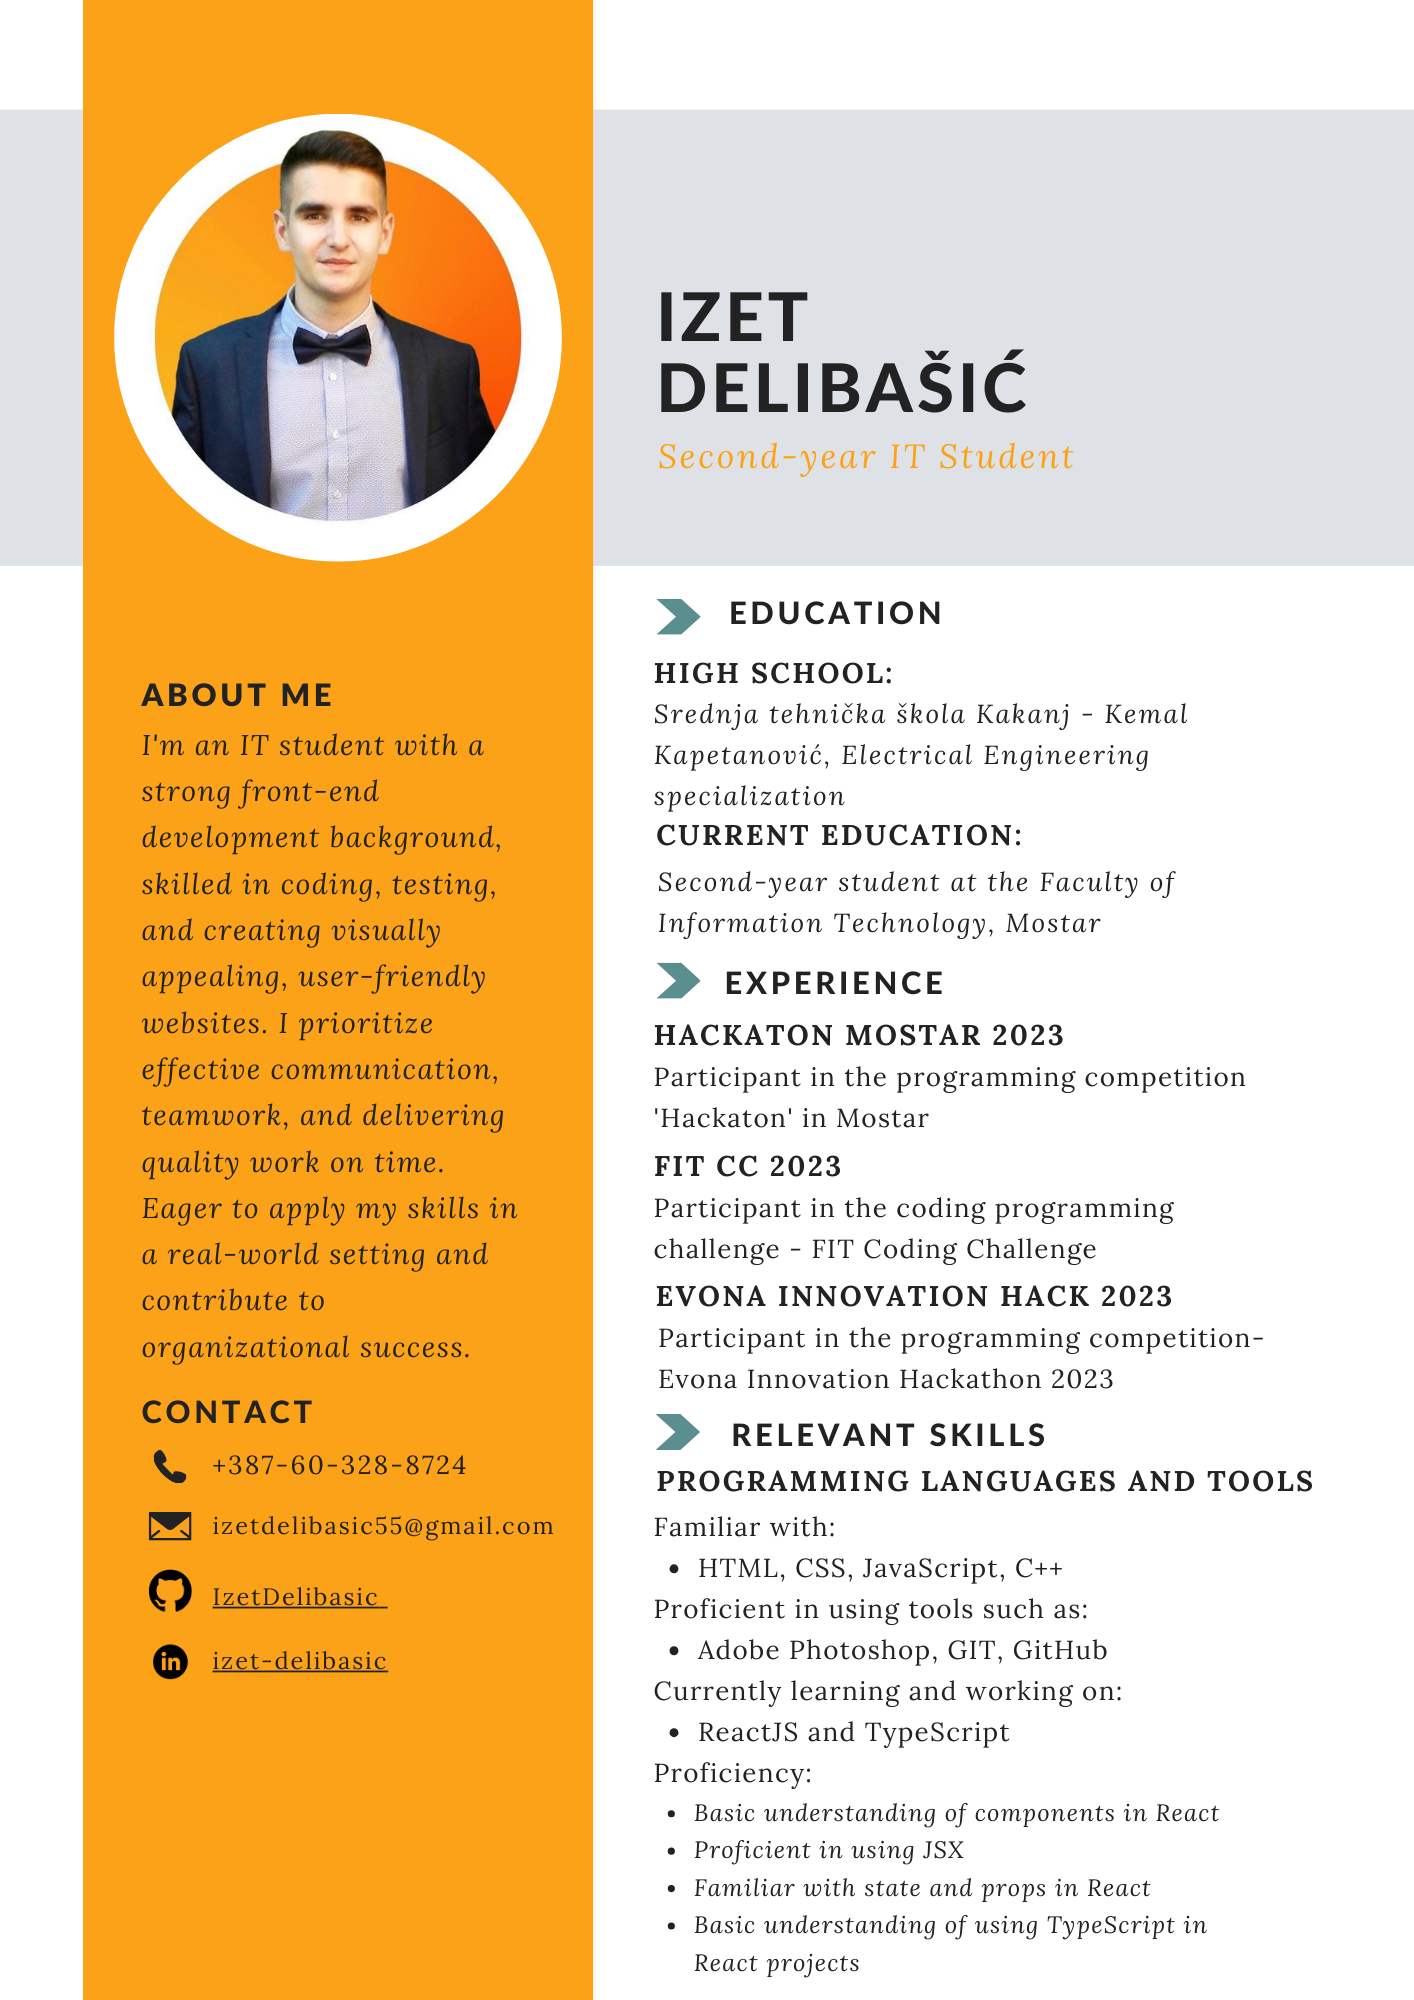 IZET
DELIBAŠIĆ
Second-year IT Student
ABOUT ME
I'm an IT student with a
strong front-end
development background,
skilled in coding, testing,
and creating visually
appealing, user-friendly
websites. I prioritize
effective communication,
teamwork, and delivering
quality work on time.
Eager to apply my skills in
a real-world setting and
contribute to
organizational success.
CONTACT
+387-60-328-8724
izetdelibasic55@gmail.com
IzetDelibasic
in izet-delibasic
EDUCATION
HIGH SCHOOL:
Srednja tehnička škola Kakanj - Kemal
Kapetanović, Electrical Engineering
specialization
CURRENT EDUCATION:
Second-year student at the Faculty of
Information Technology, Mostar
EXPERIENCE
HACKATON MOSTAR 2023
Participant in the programming competition
'Hackaton' in Mostar
FIT CC 2023
Participant in the coding programming
challenge - FIT Coding Challenge
EVONA INNOVATION HACK 2023
Participant in the programming competition-
Evona Innovation Hackathon 2023
RELEVANT SKILLS
PROGRAMMING LANGUAGES AND TOOLS
Familiar with:
• HTML, CSS, JavaScript, C++
Proficient in using tools such as:
• Adobe Photoshop, GIT, GitHub
Currently learning and working on:
• ReactJS and TypeScript
Proficiency:
• Basic understanding of components in React
• Proficient in using JSX
• Familiar with state and props in React
• Basic understanding of using TypeScript in
React projects